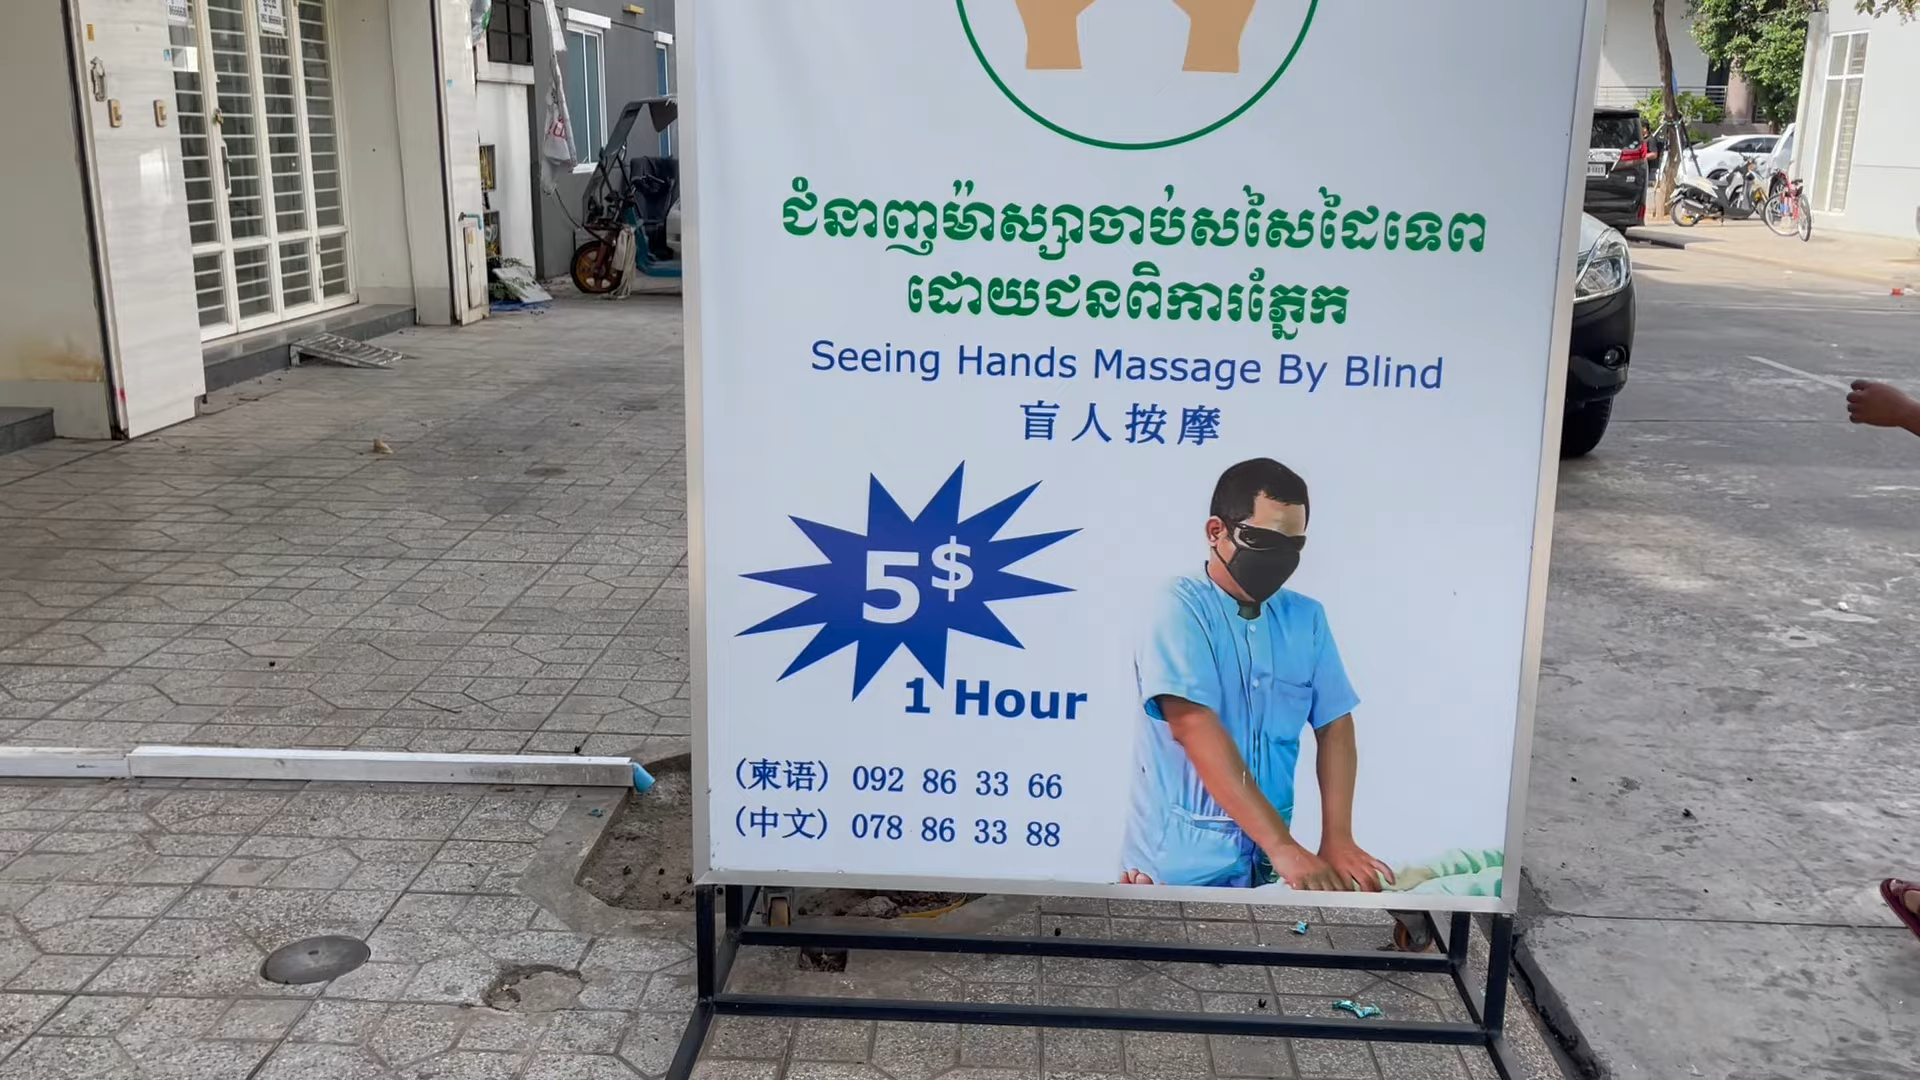 ជំនាញម៉ាស្សាចាប់សសៃដៃទេព
ដោយជនពិការភ្នែក
Seeing Hands Massage By Blind
盲人按摩
5$
1 Hour
(柬语) 092 86 33 66
(中文) 078 86 33 88